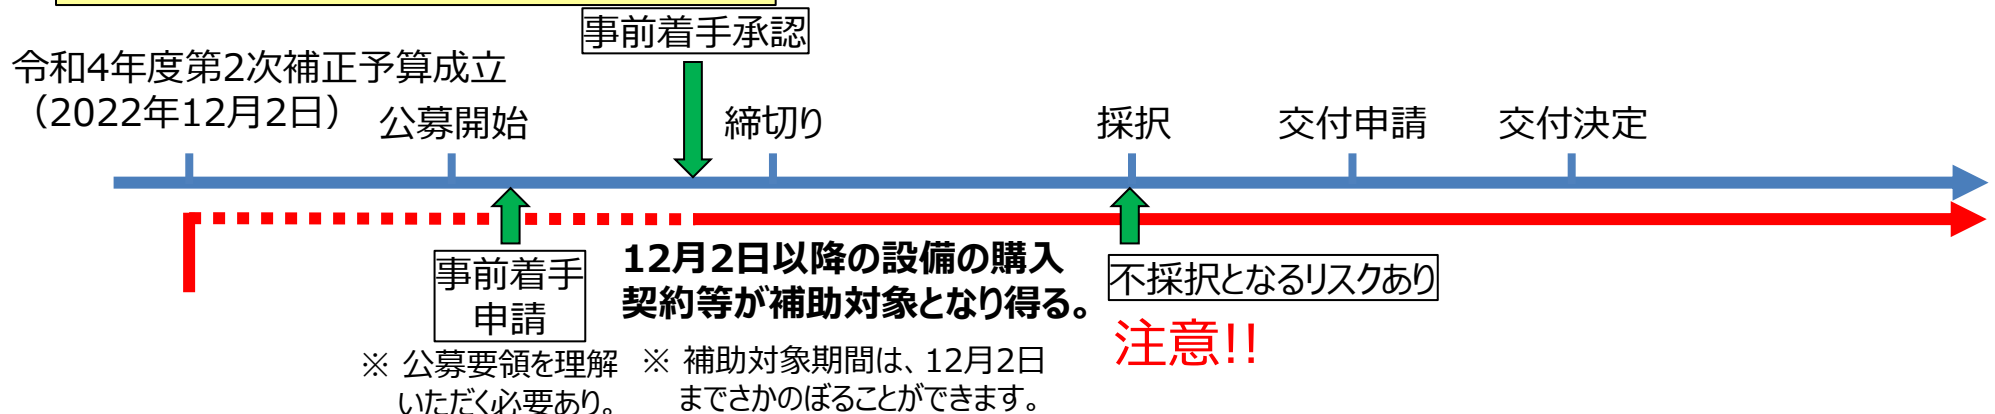 事前着手承認
令和4年度第2次補正予算成立
（2022年12月2日）
公募開始
締切り
採択
交付申請
交付決定
事前着手
申請
12月2日以降の設備の購入
契約等が補助対象となり得る。
不採択となるリスクあり
注意!!
※ 公募要領を理解
いただく必要あり。
※ 補助対象期間は、12月2日
までさかのぼることができます。